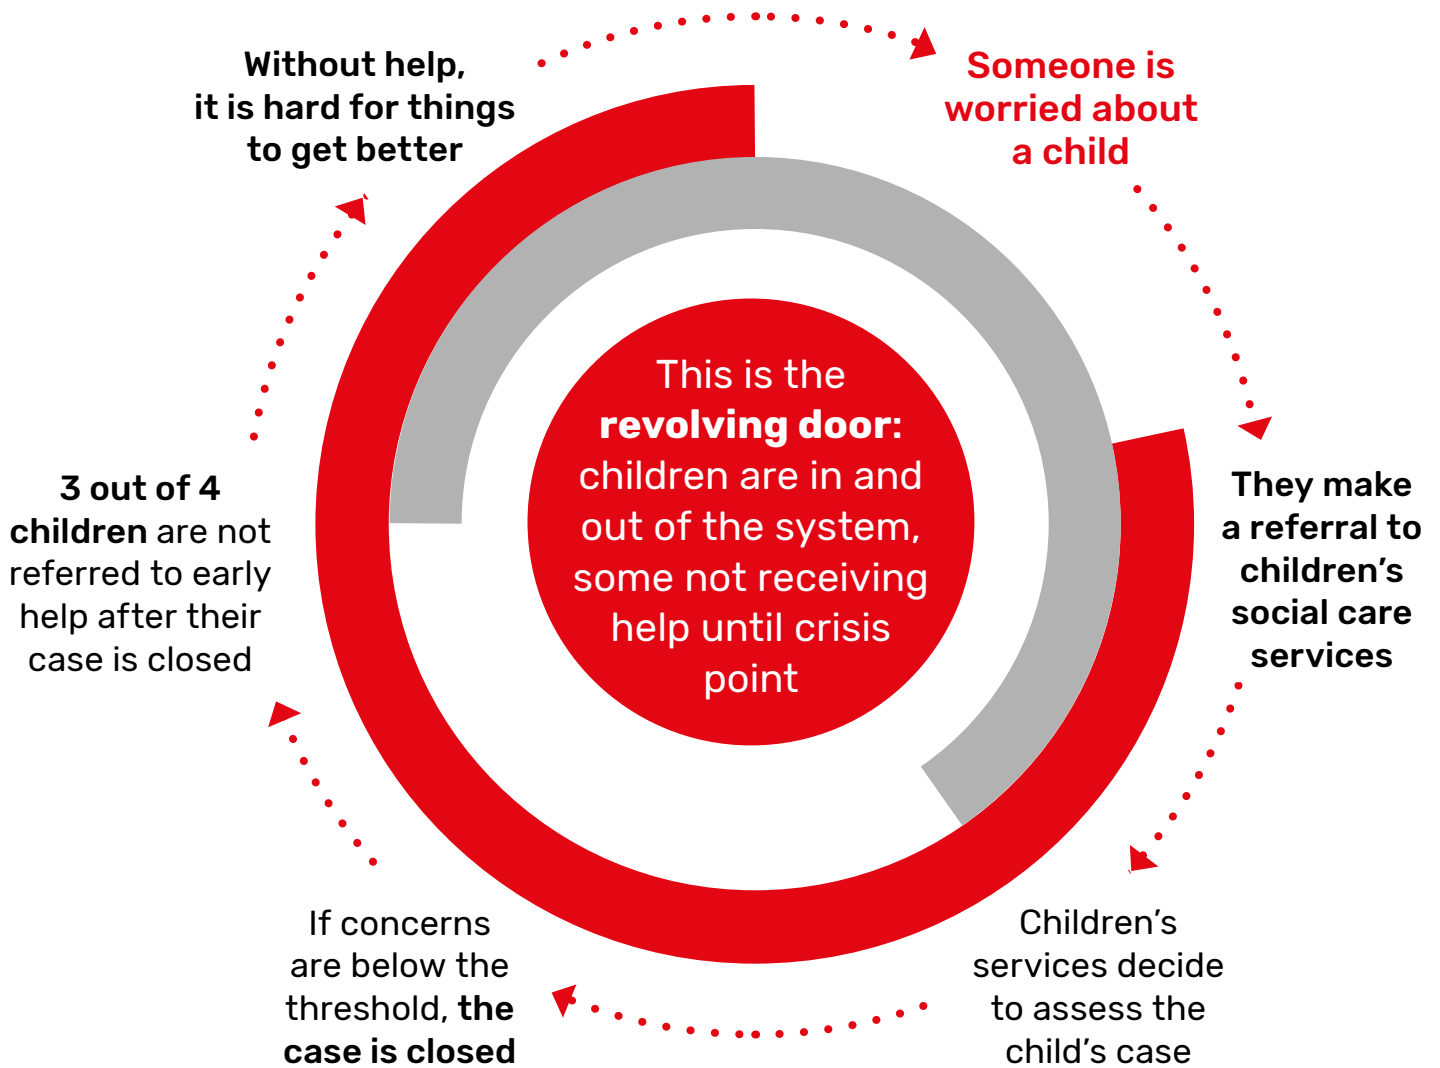 Without help,
it is hard for things
to get better
Someone is
worried about
a child
They make
a referral to
children’s
social care
services
Children’s
services decide
to assess the
child’s case
If concerns
are below the
threshold, the
case is closed
3 out of 4
children are not
referred to early
help after their
case is closed
This is the
revolving door:
children are in and
out of the system,
some not receiving
help until crisis
point